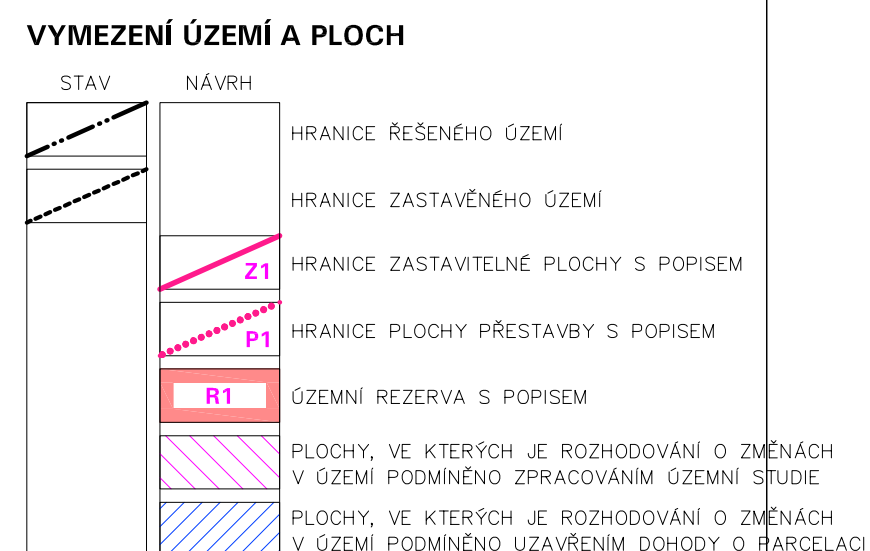 VYMEZENÍ ÚZEMÍ A PLOCH
STAV NÁVRH
HRANICE ŘEŠENÉHO ÚZEMÍ
HRANICE ZASTAVĚNÉHO ÚZEMÍ
Z1 HRANICE ZASTAVITELNÉ PLOCHY S POPISEM
P1 HRANICE PLOCHY PŘESTAVBY S POPISEM
R1 ÚZEMNÍ REZERVA S POPISEM
PLOCHY, VE KTERÝCH JE ROZHODOVÁNÍ O ZMĚNÁCH
V ÚZEMÍ PODMÍNĚNO ZPRACOVÁNÍM ÚZEMNÍ STUDIE
PLOCHY, VE KTERÝCH JE ROZHODOVÁNÍ O ZMĚNÁCH
V ÚZEMÍ PODMÍNĚNO UZAVŘENÍM DOHODY O PARCELACI